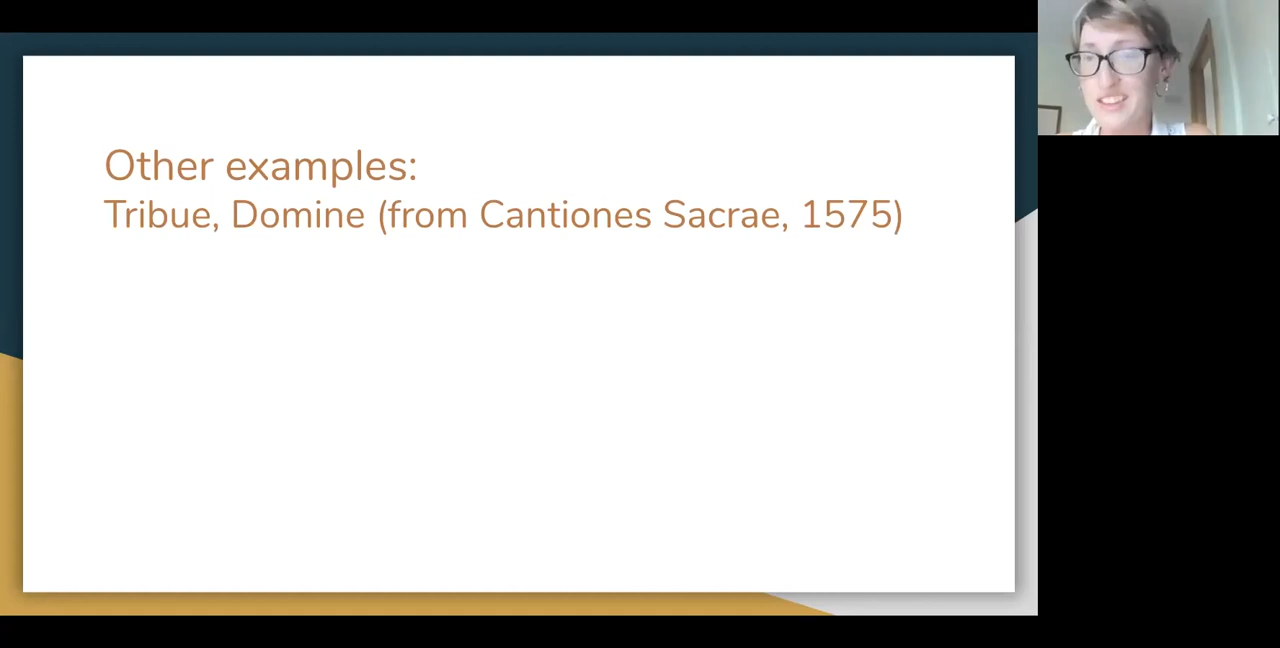 Other examples:
Tribue, Domine (from Cantiones Sacrae, 1575)